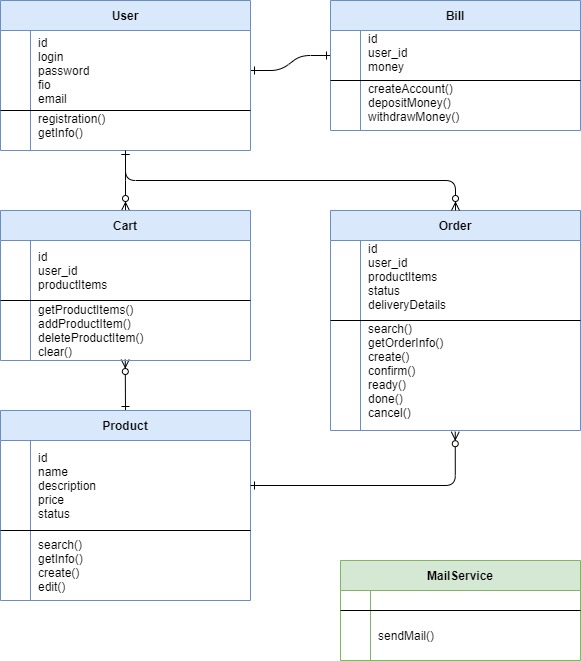 User
id
login
password
fio
email
registration()
getInfo()
Bill
id
user_id
money
createAccount()
depositMoney()
withdrawMoney()
Cart
id
user_id
productItems
getProductItems()
addProductItem()
deleteProductItem()
clear()
Order
id
user_id
productItems
status
deliveryDetails
search()
getOrderInfo()
create()
confirm()
ready()
done()
cancel()
Product
id
name
description
price
status
search()
getInfo()
create()
edit()
MailService
sendMail()